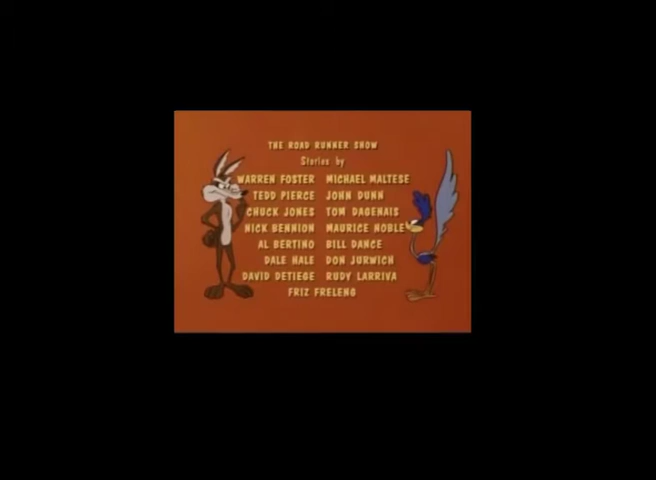 THE ROAD RUNNER SHOW
Stories by
WARREN FOSTER MICHAEL MALTESE
TEDD PIERCE JOHN DUNN
CHUCK JONES TOM DAGENAIS
NICK BENNION MAURICE NOBLE
AL BERTINO BILL DANCE
DALE HALE DON JURWICH
DAVID DETIEGE RUDY LARRIVA
FRIZ FRELENG